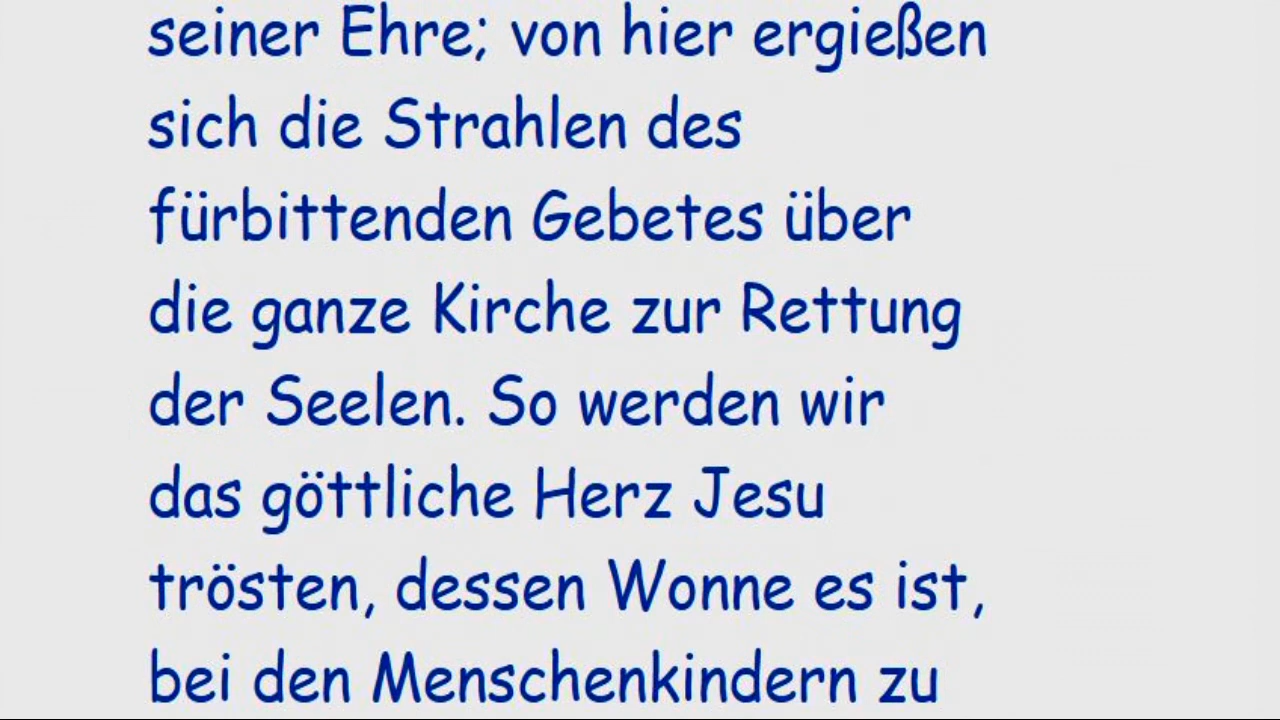 seiner Ehre; von hier ergießen
sich die Strahlen des
fürbittenden Gebetes über
die ganze Kirche zur Rettung
der Seelen. So werden wir
das göttliche Herz Jesu
trösten, dessen Wonne es ist,
bei den Menschenkindern zu